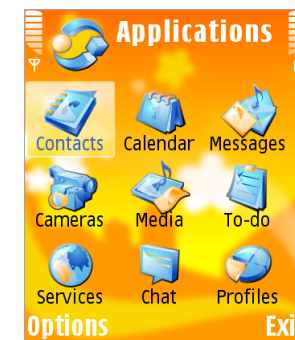 Applications
Contacts Calendar Messages
Cameras Media To-do
Services Chat Profiles
Options Exi